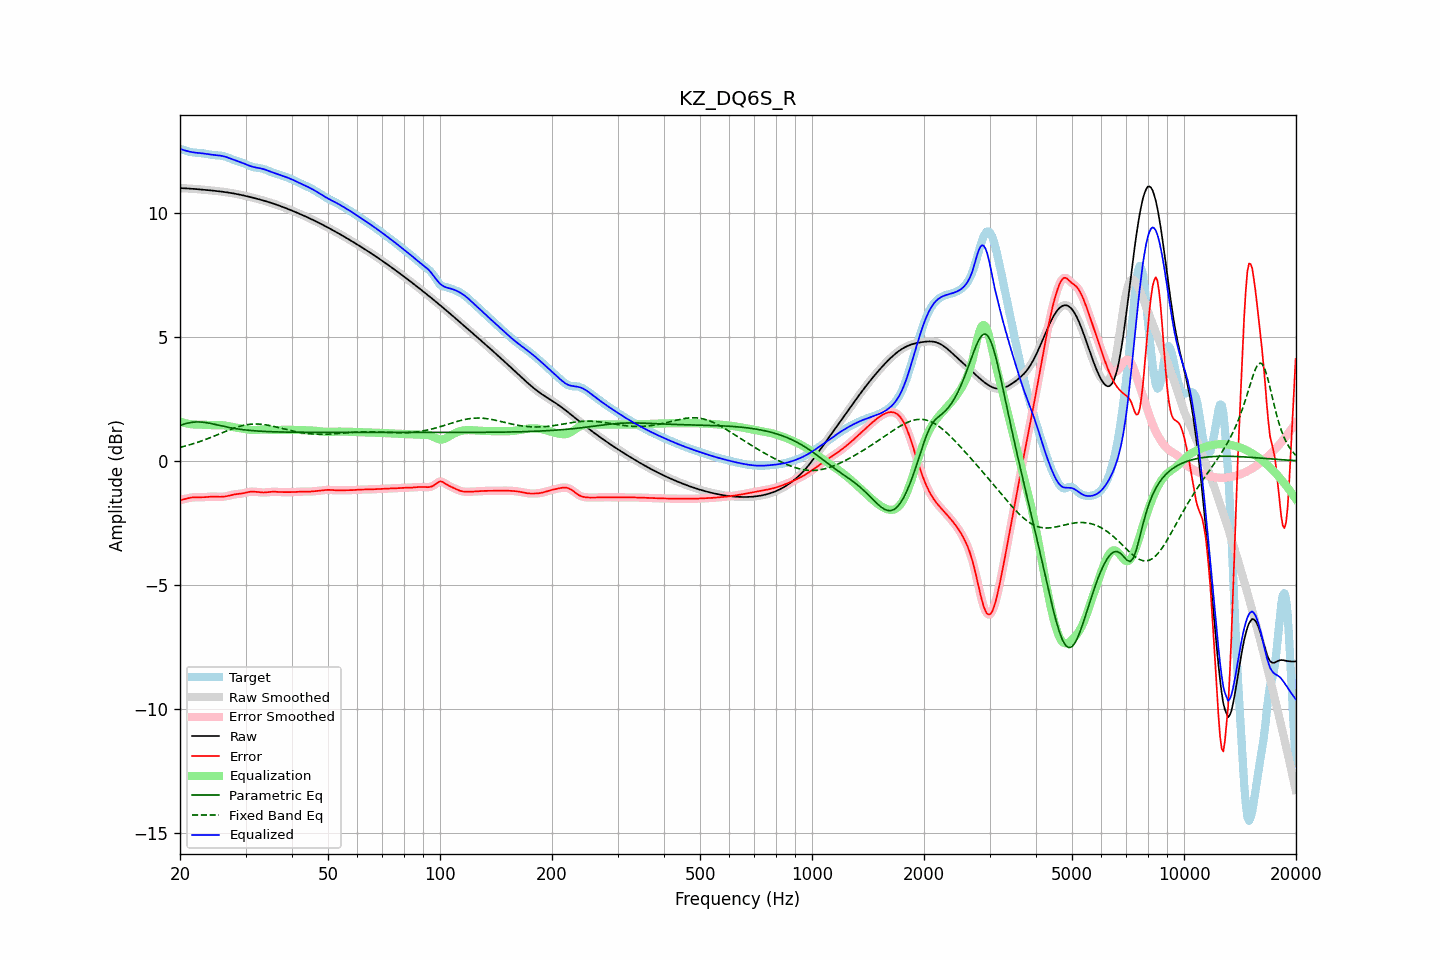 KZ_DQ6S_R
Amplitude (dBr)
10
5
0
−5
−10
−15
Target
Raw Smoothed
Error Smoothed
Raw
Error
Equalization
Parametric Eq
Fixed Band Eq
Equalized
20 50 100 200 500 1000 2000 5000 10000 20000
Frequency (Hz)